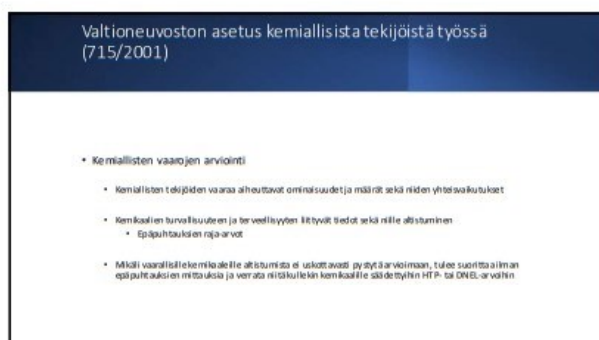 Valtioneuvoston asetus kemiallisista tekijöistä työssä
(715/2001)
• Kemiallisten vaarojen arviointi
• Kemiallisten tekijöiden vaaraa aiheuttavat ominaisuudet ja määrät sekä niiden yhteisvaikutukset
• Kemikaalien turvallisuuteen ja terveellisyyten liittyvät tiedot sekä niille altistuminen
• Epäpuhtauksien raja-arvot
• Mikäli vaarallisille kemikaaleille altistumista ei uskottavasti pystytä arvioimaan, tulee suorittaa ilman
epäpuhtauksien mittauksia ja verrata niitä kullekin kemikaalille säädettyihin HTP- tai DNEL-arvoihin